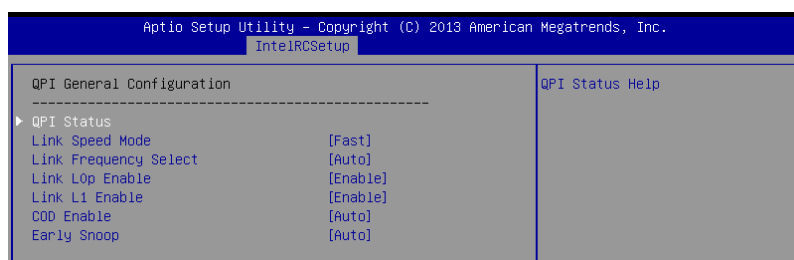 Aptio Setup Utility – Copyright (C) 2013 American Megatrends, Inc.
IntelRCSetup
QPI General Configuration
QPI Status Help
--------------------------------------------------
QPI Status
Link Speed Mode [Fast]
Link Frequency Select [Auto]
Link L0p Enable [Enable]
Link L1 Enable [Enable]
COD Enable [Auto]
Early Snoop [Auto]